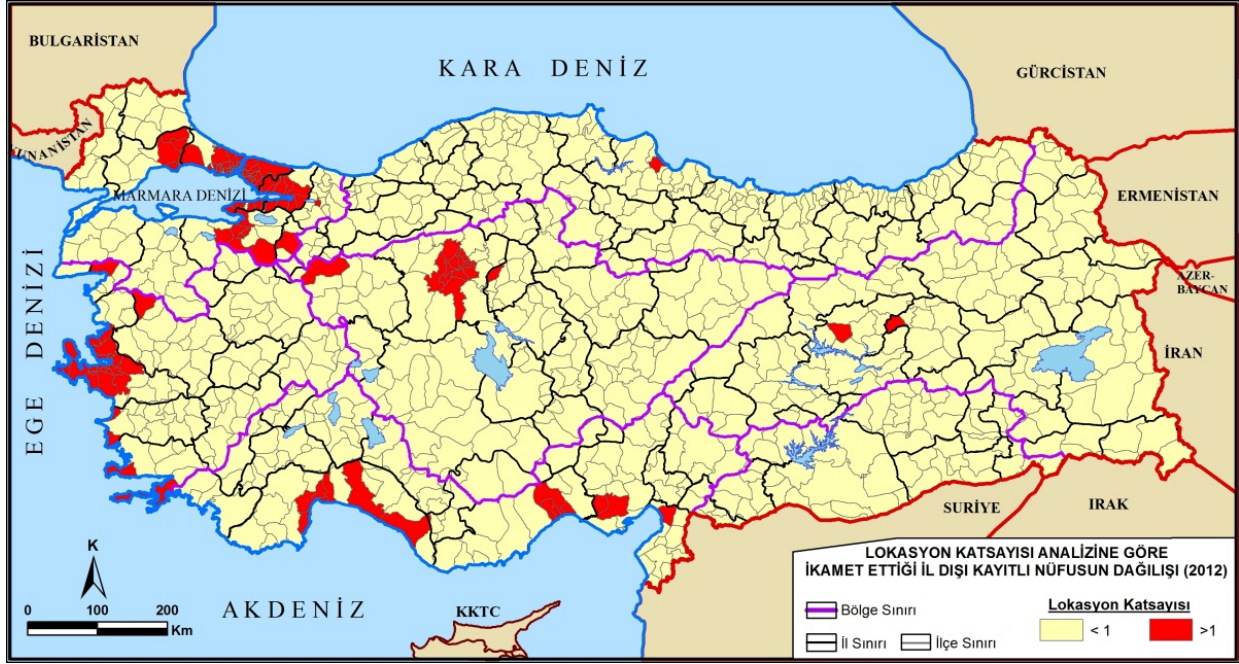 BULGARİSTAN
KARA DENİZ
GÜRCİSTAN
YUNANİSTAN
MARMARA DENİZİ
ERMENİSTAN
EGE DENİZİ
AZER-
BAYCAN
İRAN
SURİYE
IRAK
K
0 100 200
Km
AKDENİZ
KKTC
LOKASYON KATSAYISI ANALİZİNE GÖRE
İKAMET ETTİĞİ İL DIŞI KAYITLI NÜFUSUN DAĞILIŞI (2012)
Bölge Sınırı
Lokasyon Katsayısı
İl Sınırı İlçe Sınırı
< 1 >1